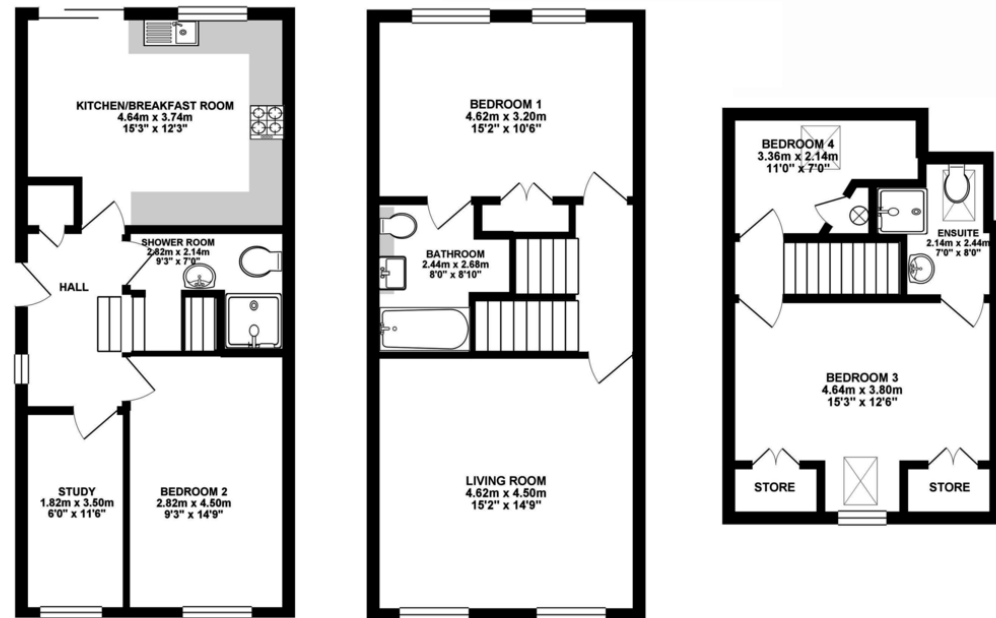 KITCHEN/BREAKFAST ROOM
4.64m x 3.74m
15'3" x 12'3"
SHOWER ROOM
2.82m x 2.14m
9'3" x 7'0"
HALL
STUDY
1.82m x 3.50m
6'0" x 11'6"
BEDROOM 2
2.82m x 4.50m
9'3" x 14'9"
BEDROOM 1
4.62m x 3.20m
15'2" x 10'6"
BATHROOM
2.44m x 2.68m
8'0" x 8'10"
LIVING ROOM
4.62m x 4.50m
15'2" x 14'9"
BEDROOM 4
3.36m x 2.14m
11'0" x 7'0"
ENSUITE
2.14m x 2.44m
7'0" x 8'0"
BEDROOM 3
4.64m x 3.80m
15'3" x 12'6"
STORE
STORE